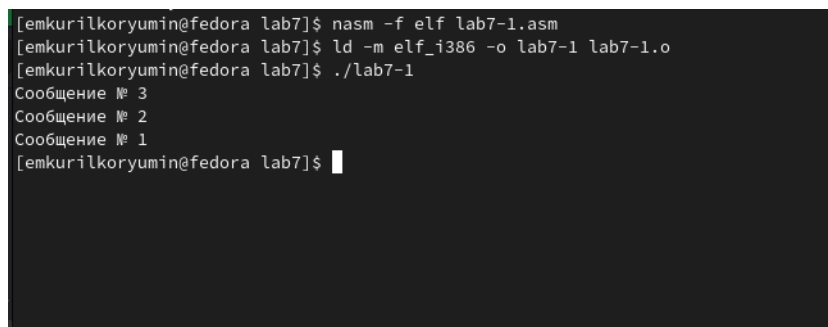 [emkurilkoryumin@fedora lab7]$ nasm -f elf lab7-1.asm
[emkurilkoryumin@fedora lab7]$ ld -m elf_i386 -o lab7-1 lab7-1.o
[emkurilkoryumin@fedora lab7]$ ./lab7-1
Сообщение № 3
Сообщение № 2
Сообщение № 1
[emkurilkoryumin@fedora lab7]$